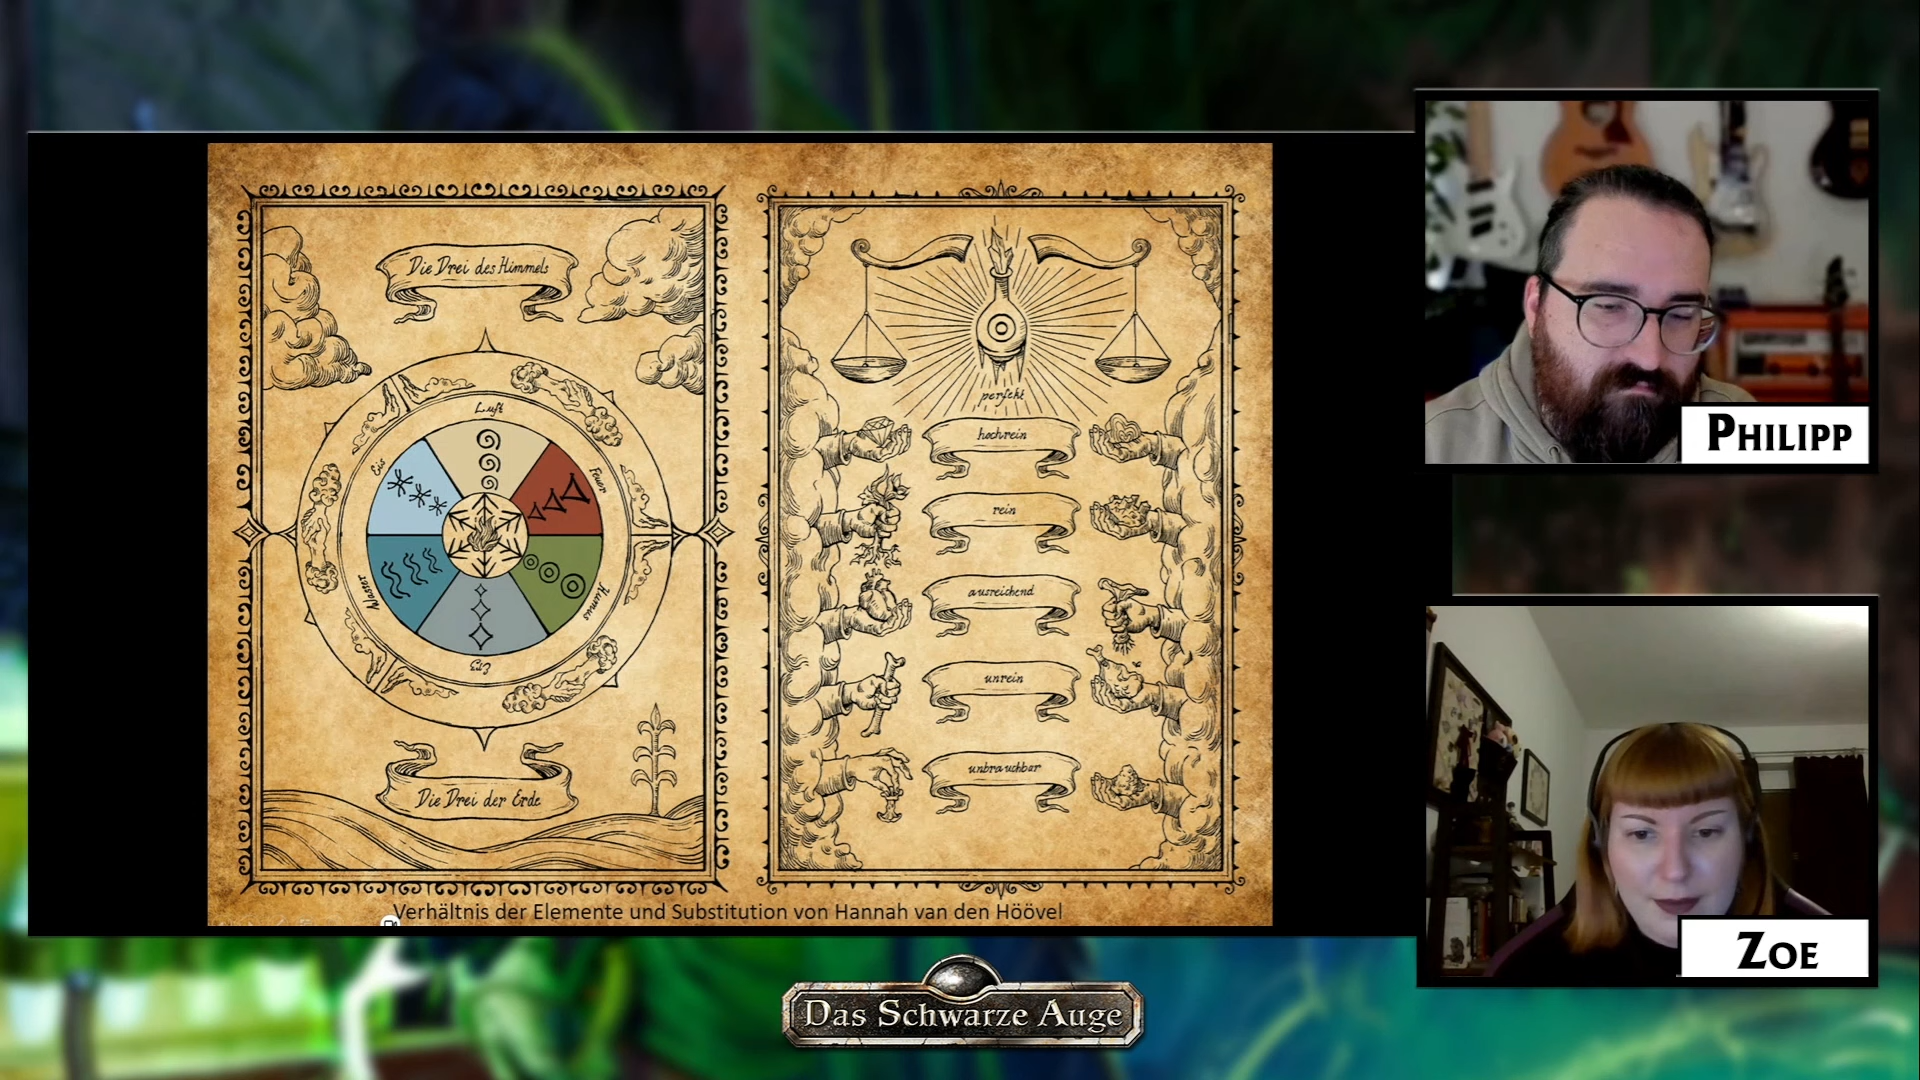 Die Drei des Himmels
Luft
Eis
Feuer
Wasser
Humus
Erz
Die Drei der Erde
perfekt
hochrein
rein
ausreichend
unrein
unbrauchbar
Verhältnis der Elemente und Substitution von Hannah van den Höövel
Philipp
Zoe
Das Schwarze Auge